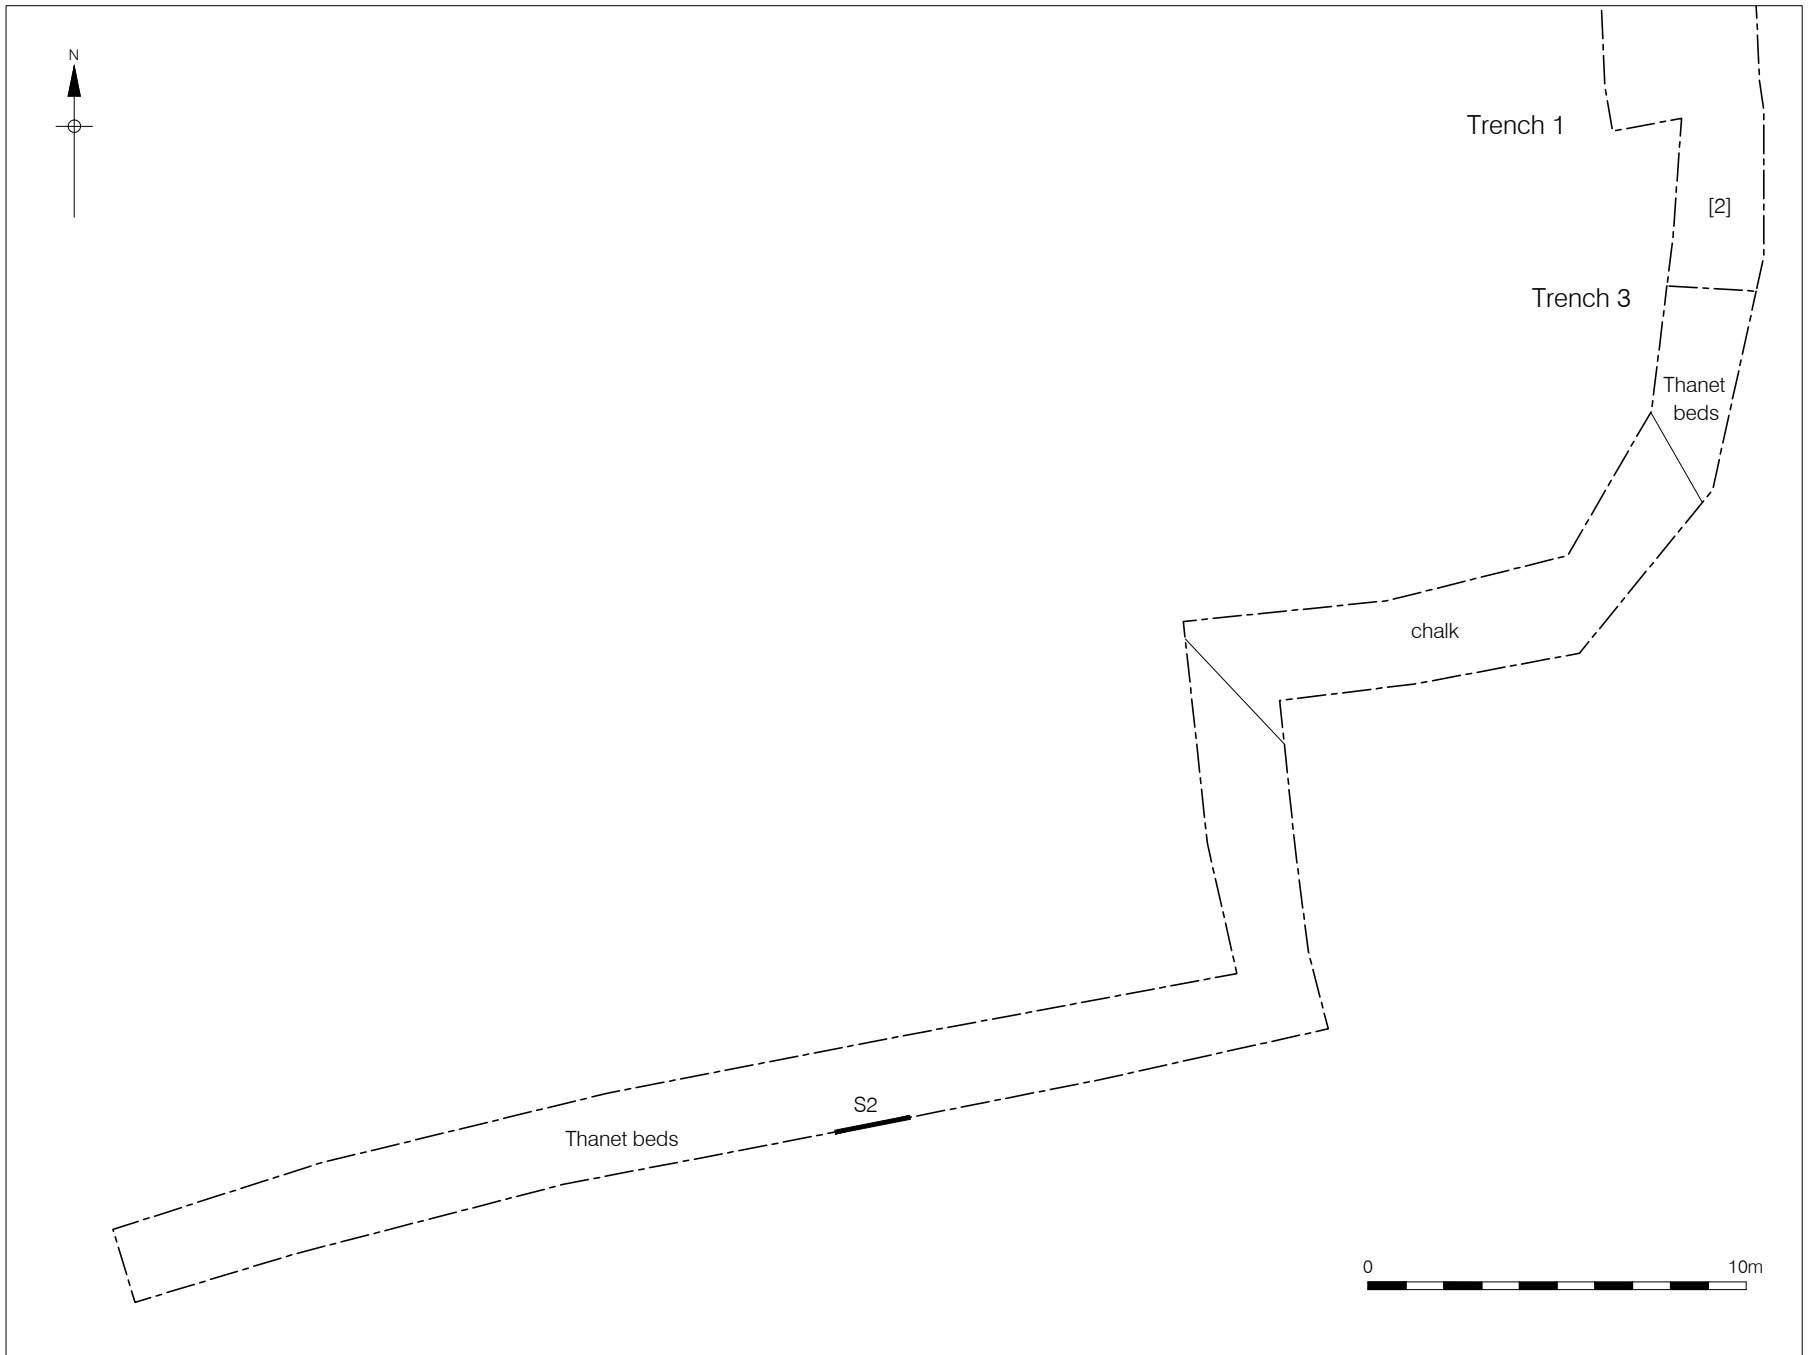 N
Trench 1
[2]
Trench 3
Thanet
beds
chalk
S2
Thanet beds
0 10m